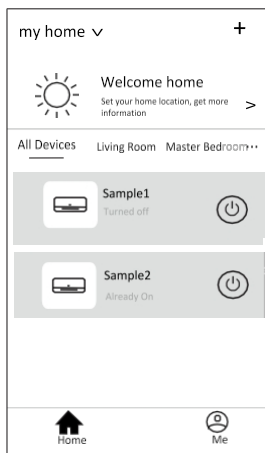 my home
+
Welcome home
Set your home location, get more
information
>
All Devices Living Room Master Bedroom···
Sample1
Turned off
Sample2
Already On
Home Me